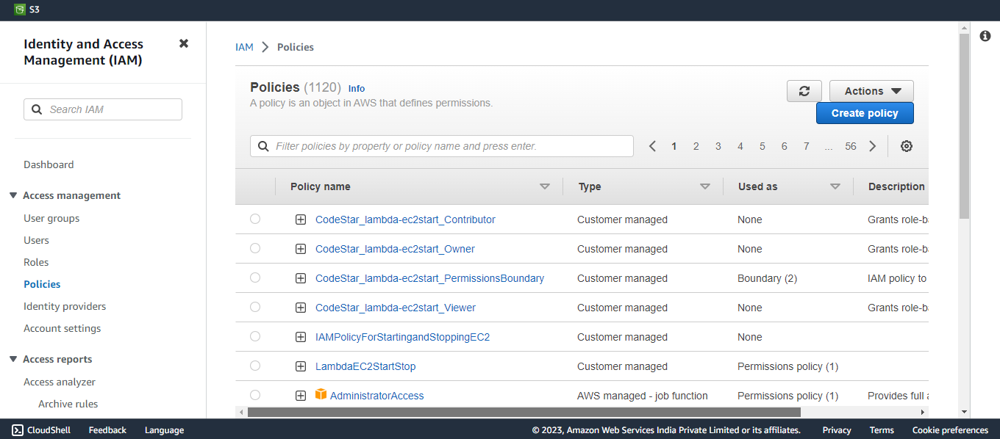 S3
Identity and Access
Management (IAM)
Search IAM
Dashboard
Access management
User groups
Users
Roles
Policies
Identity providers
Account settings
Access reports
Access analyzer
Archive rules
IAM Policies
Policies (1120) Info
A policy is an object in AWS that defines permissions.
Actions
Create policy
Filter policies by property or policy name and press enter.
1 2 3 4 5 6 7 ... 56
Policy name Type Used as Description
CodeStar_lambda-ec2start_Contributor Customer managed None Grants role-b
CodeStar_lambda-ec2start_Owner Customer managed None Grants role-b
CodeStar_lambda-ec2start_PermissionsBoundary Customer managed Boundary (2) IAM policy to
CodeStar_lambda-ec2start_Viewer Customer managed None Grants role-b
IAMPolicyForStartingandStoppingEC2 Customer managed None
LambdaEC2StartStop Customer managed Permissions policy (1)
AdministratorAccess AWS managed - job function Permissions policy (1) Provides full
CloudShell Feedback Language © 2023, Amazon Web Services India Private Limited or its affiliates. Privacy Terms Cookie preferences